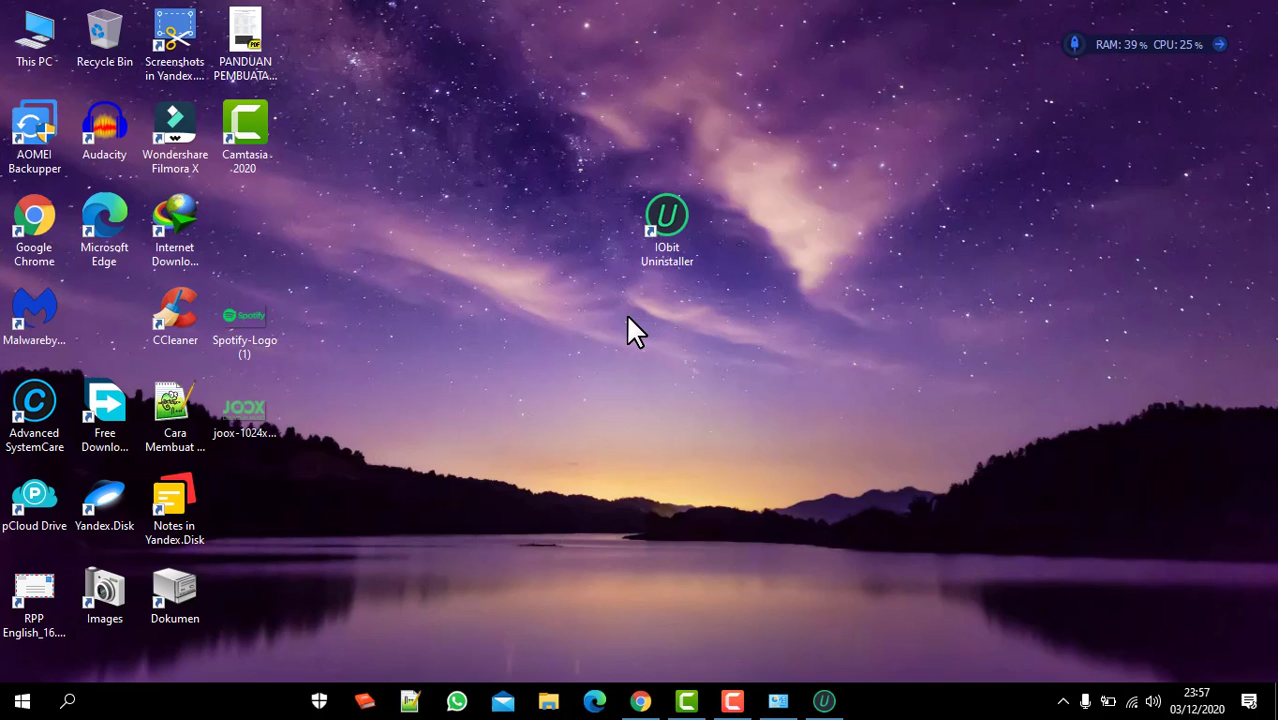 This PC
Recycle Bin
Screenshots
in Yandex....
PDF
PANDUAN
PEMBUATA...
RAM: 39 % CPU: 25 %
AOMEI
Backupper
Audacity
Wondershare
Filmora X
Camtasia
2020
Google
Chrome
Microsoft
Edge
Internet
Downlo...
U
IObit
Uninstaller
Malwareby...
CCleaner
Spotify
Spotify-Logo
(1)
Advanced
SystemCare
Free
Downlo...
Cara
Membuat ...
JOOX
joox-1024x...
pCloud Drive
Yandex.Disk
Notes in
Yandex.Disk
RPP
English_16....
Images
Dokumen
23:57
03/12/2020